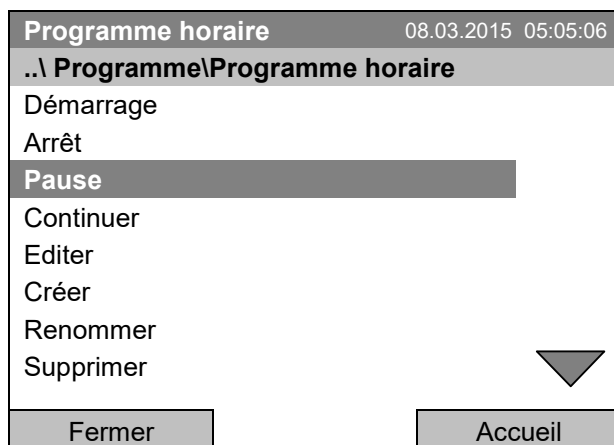 Programme horaire 08.03.2015 05:05:06
..\ Programme\Programme horaire
Démarrage
Arrêt
Pause
Continuer
Editer
Créer
Renommer
Supprimer
Fermer Accueil